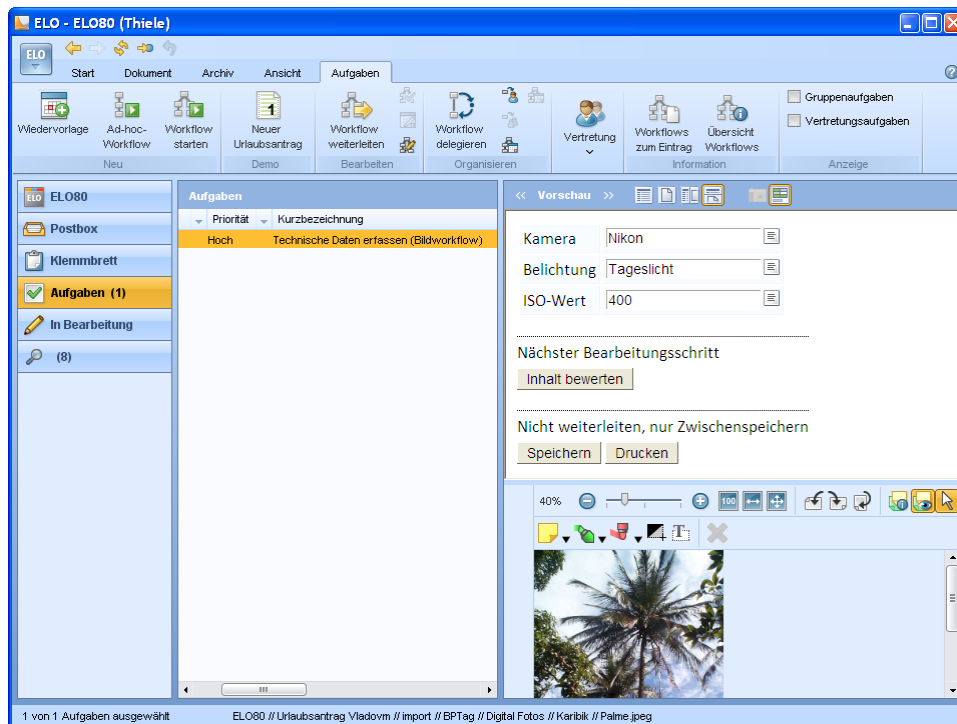 ELO - ELO80 (Thiele)
ELO
Start Dokument Archiv Ansicht Aufgaben
Wiedervorlage Ad-hoc-Workflow Workflow starten
Neuer Urlaubsantrag
Workflow weiterleiten
Workflow delegieren
Vertretung
Workflows zum Eintrag Übersicht Workflows
Gruppenaufgaben
Vertretungsaufgaben
Neu Demo Bearbeiten Organisieren Information Anzeige
1
ELO ELO80
Postbox
Klemmbrett
Aufgaben (1)
In Bearbeitung
(8)
Aufgaben
Priorität Kurzbezeichnung
Hoch Technische Daten erfassen (Bildworkflow)
<< Vorschau >>
Kamera Nikon
Belichtung Tageslicht
ISO-Wert 400
Nächster Bearbeitungsschritt
Inhalt bewerten
Nicht weiterleiten, nur Zwischenspeichern
Speichern Drucken
40% 100
T
1 von 1 Aufgaben ausgewählt ELO80 // Urlaubsantrag Vladovm // import // BPTag // Digital Fotos // Karibik // Palme.jpeg